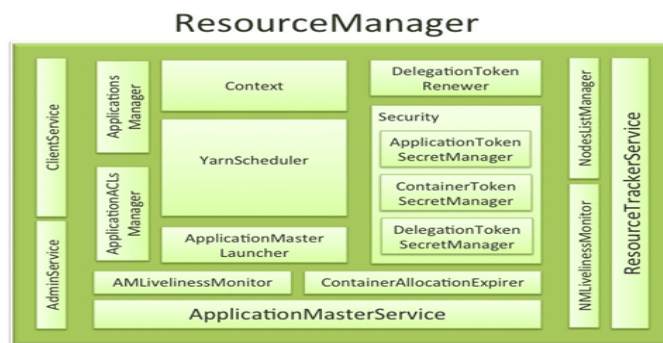 ResourceManager
ClientService
AdminService
Applications
Manager
ApplicationACLs
Manager
Context
YarnScheduler
ApplicationMaster
Launcher
DelegationToken
Renewer
Security
ApplicationToken
SecretManager
ContainerToken
SecretManager
DelegationToken
SecretManager
NodesListManager
NMLivelinessMonitor
ResourceTrackerService
AMLivelinessMonitor
ContainerAllocationExpirer
ApplicationMasterService